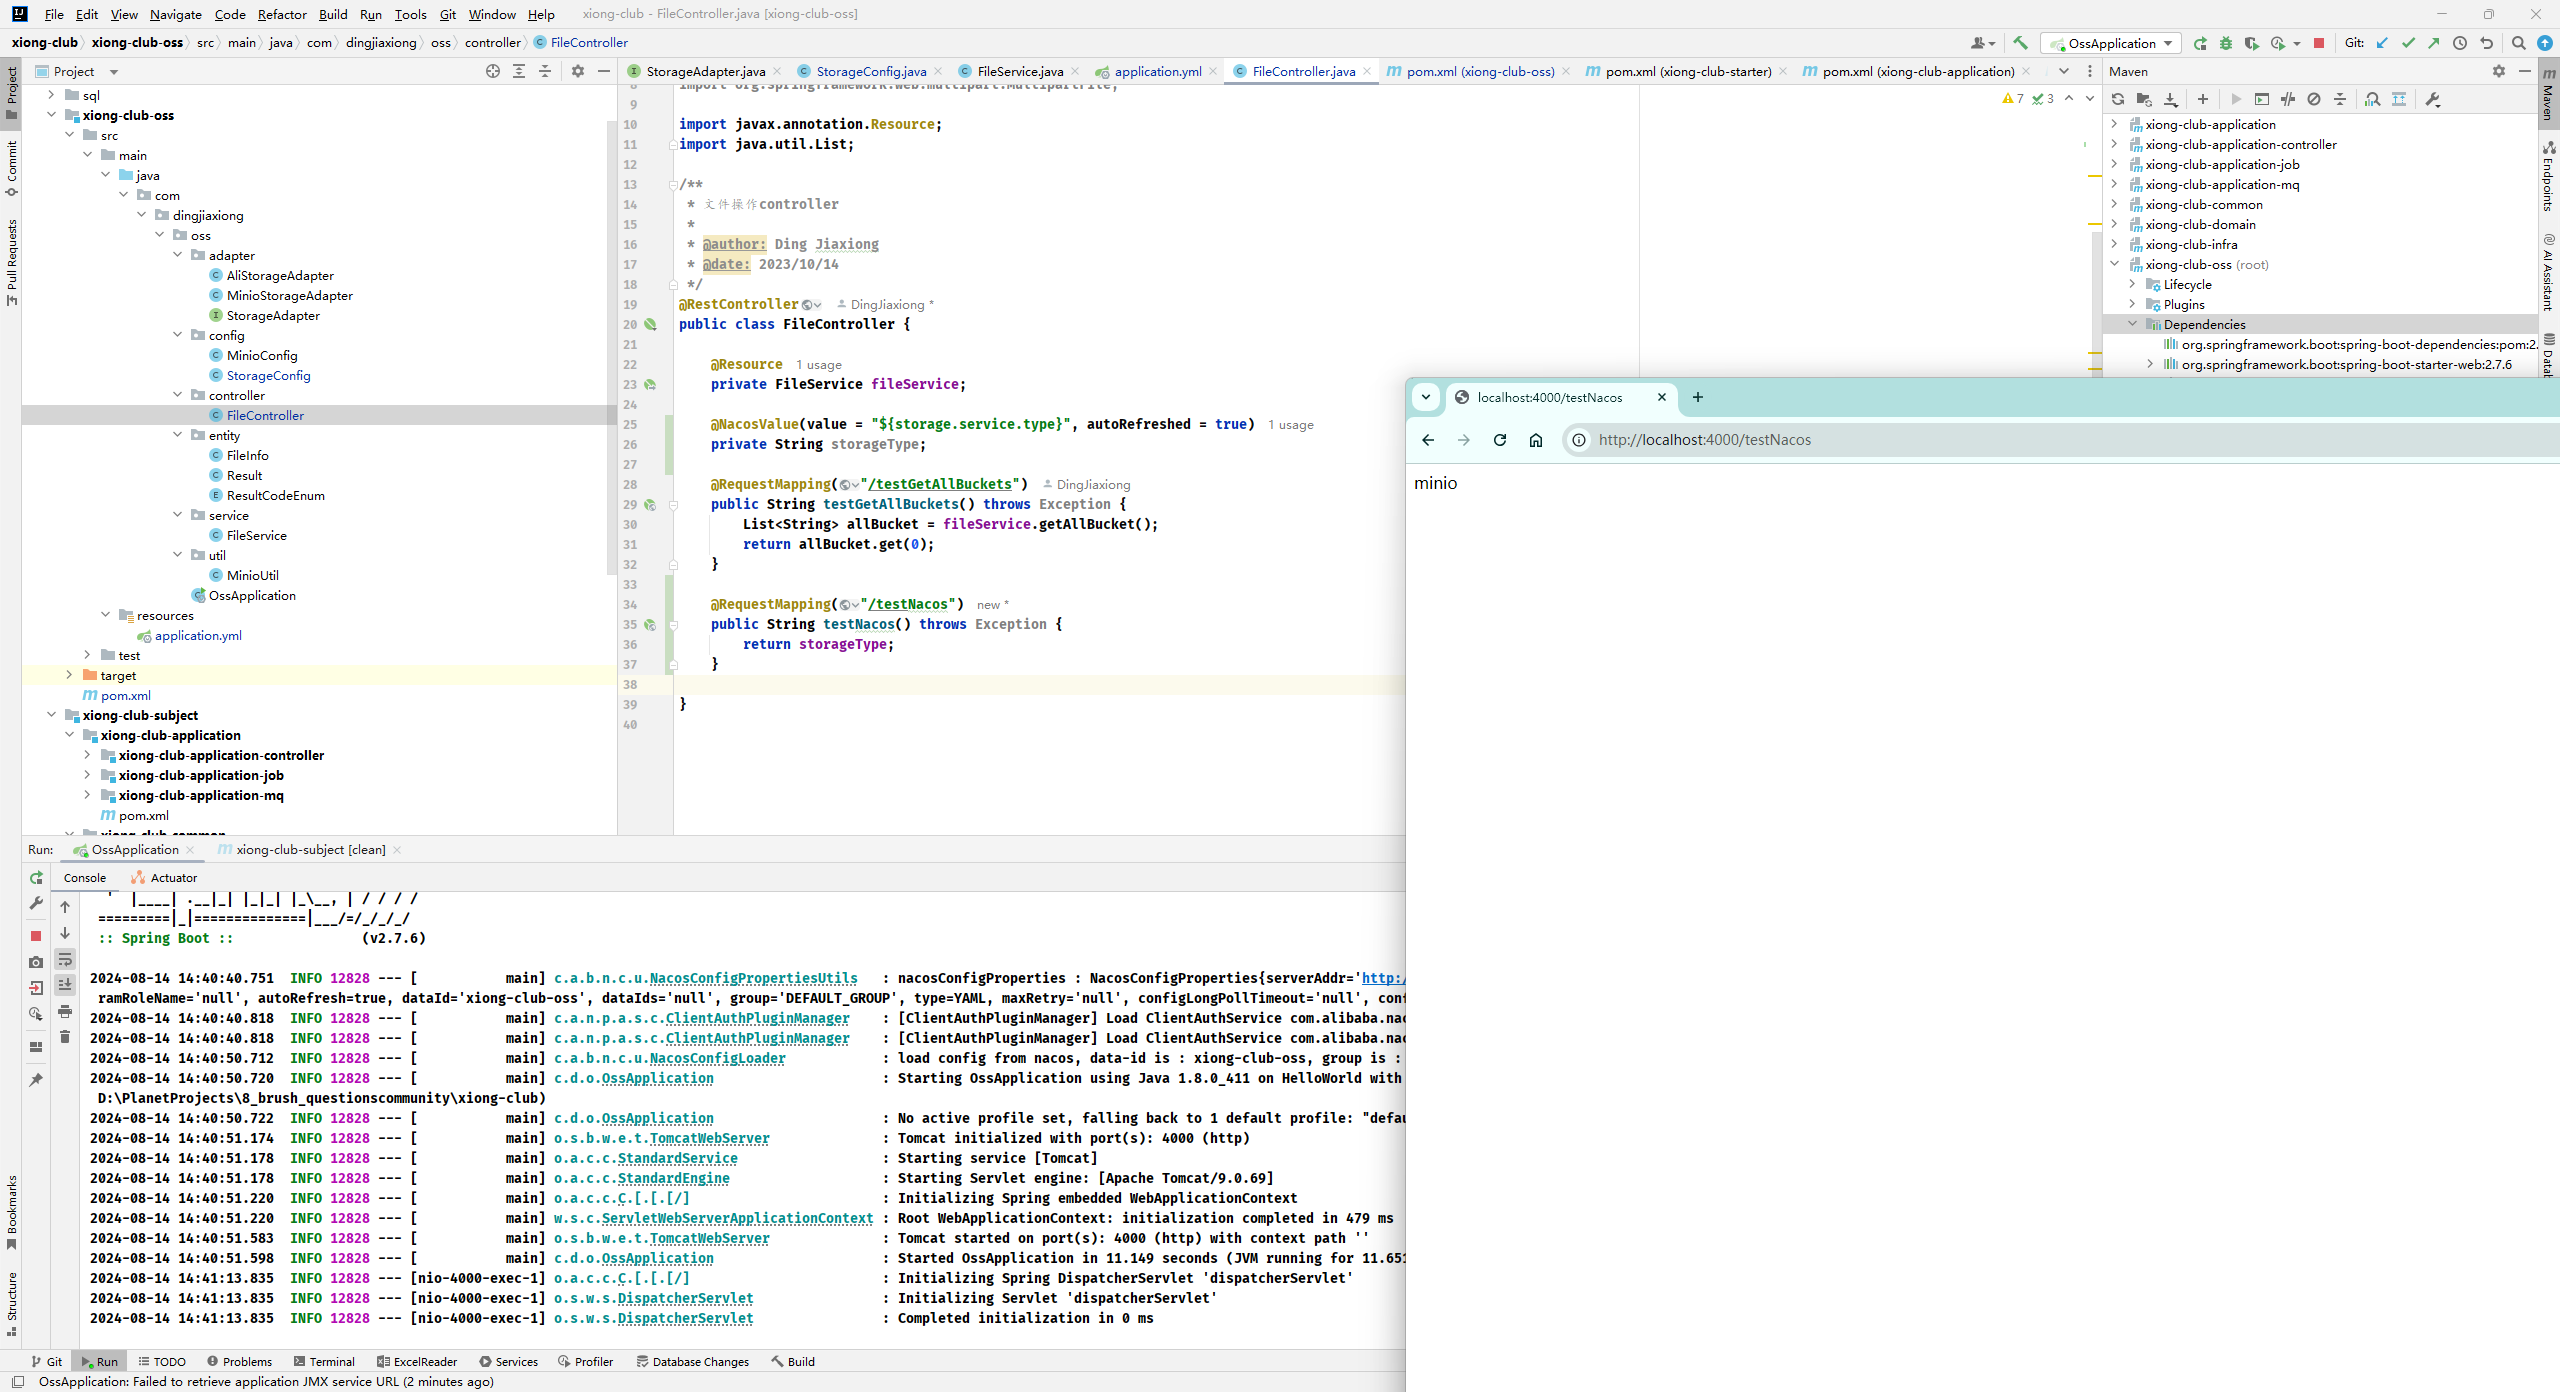 File Edit View Navigate Code Refactor Build Run Tools Git Window Help xiong-club - FileController.java [xiong-club-oss]
xiong-club xiong-club-oss src main java com dingjiaxiong oss controller FileController
OssApplication Git:
Project
Commit
Pull Requests
Bookmarks
Structure
Project
sql
xiong-club-oss
src
main
java
com
dingjiaxiong
oss
adapter
AliStorageAdapter
MinioStorageAdapter
StorageAdapter
config
MinioConfig
StorageConfig
controller
FileController
entity
FileInfo
Result
ResultCodeEnum
service
FileService
util
MinioUtil
OssApplication
resources
application.yml
test
target
pom.xml
xiong-club-subject
xiong-club-application
xiong-club-application-controller
xiong-club-application-job
xiong-club-application-mq
pom.xml
xiong-club-common
StorageAdapter.java StorageConfig.java FileService.java application.yml FileController.java pom.xml (xiong-club-oss) pom.xml (xiong-club-starter) pom.xml (xiong-club-application)
7 3
8 import org.springframework.web.multipart.MultipartFile;
9
10 import javax.annotation.Resource;
11 import java.util.List;
12
13 /**
14 * 文件操作controller
15 *
16 * @author: Ding Jiaxiong
17 * @date: 2023/10/14
18 */
19 @RestController DingJiaxiong *
20 public class FileController {
21
22 @Resource 1 usage
23 private FileService fileService;
24
25 @NacosValue(value = "${storage.service.type}", autoRefreshed = true) 1 usage
26 private String storageType;
27
28 @RequestMapping("/testGetAllBuckets") DingJiaxiong
29 public String testGetAllBuckets() throws Exception {
30 List<String> allBucket = fileService.getAllBucket();
31 return allBucket.get(0);
32 }
33
34 @RequestMapping("/testNacos") new *
35 public String testNacos() throws Exception {
36 return storageType;
37 }
38
39 }
40
Maven
xiong-club-application
xiong-club-application-controller
xiong-club-application-job
xiong-club-application-mq
xiong-club-common
xiong-club-domain
xiong-club-infra
xiong-club-oss (root)
Lifecycle
Plugins
Dependencies
org.springframework.boot:spring-boot-dependencies:pom:2.
org.springframework.boot:spring-boot-starter-web:2.7.6
Maven
Endpoints
AI Assistant
Datab
localhost:4000/testNacos
http://localhost:4000/testNacos
minio
Run: OssApplication xiong-club-subject [clean]
Console Actuator
' |____| .__|_| |_|_| |_\__, | / / / /
=========|_|==============|___/=/_/_/_/
:: Spring Boot :: (v2.7.6)
2024-08-14 14:40:40.751 INFO 12828 --- [ main] c.a.b.n.c.u.NacosConfigPropertiesUtils : nacosConfigProperties : NacosConfigProperties{serverAddr='http:/
ramRoleName='null', autoRefresh=true, dataId='xiong-club-oss', dataIds='null', group='DEFAULT_GROUP', type=YAML, maxRetry='null', configLongPollTimeout='null', conf
2024-08-14 14:40:40.818 INFO 12828 --- [ main] c.a.n.p.a.s.c.ClientAuthPluginManager : [ClientAuthPluginManager] Load ClientAuthService com.alibaba.nac
2024-08-14 14:40:40.818 INFO 12828 --- [ main] c.a.n.p.a.s.c.ClientAuthPluginManager : [ClientAuthPluginManager] Load ClientAuthService com.alibaba.nac
2024-08-14 14:40:50.712 INFO 12828 --- [ main] c.a.b.n.c.u.NacosConfigLoader : load config from nacos, data-id is : xiong-club-oss, group is :
2024-08-14 14:40:50.720 INFO 12828 --- [ main] c.d.o.OssApplication : Starting OssApplication using Java 1.8.0_411 on HelloWorld with
D:\PlanetProjects\8_brush_questionscommunity\xiong-club)
2024-08-14 14:40:50.722 INFO 12828 --- [ main] c.d.o.OssApplication : No active profile set, falling back to 1 default profile: "defau
2024-08-14 14:40:51.174 INFO 12828 --- [ main] o.s.b.w.e.t.TomcatWebServer : Tomcat initialized with port(s): 4000 (http)
2024-08-14 14:40:51.178 INFO 12828 --- [ main] o.a.c.c.StandardService : Starting service [Tomcat]
2024-08-14 14:40:51.178 INFO 12828 --- [ main] o.a.c.c.StandardEngine : Starting Servlet engine: [Apache Tomcat/9.0.69]
2024-08-14 14:40:51.220 INFO 12828 --- [ main] o.a.c.c.C.[.[.[/] : Initializing Spring embedded WebApplicationContext
2024-08-14 14:40:51.220 INFO 12828 --- [ main] w.s.c.ServletWebServerApplicationContext : Root WebApplicationContext: initialization completed in 479 ms
2024-08-14 14:40:51.583 INFO 12828 --- [ main] o.s.b.w.e.t.TomcatWebServer : Tomcat started on port(s): 4000 (http) with context path ''
2024-08-14 14:40:51.598 INFO 12828 --- [ main] c.d.o.OssApplication : Started OssApplication in 11.149 seconds (JVM running for 11.651
2024-08-14 14:41:13.835 INFO 12828 --- [nio-4000-exec-1] o.a.c.c.C.[.[.[/] : Initializing Spring DispatcherServlet 'dispatcherServlet'
2024-08-14 14:41:13.835 INFO 12828 --- [nio-4000-exec-1] o.s.w.s.DispatcherServlet : Initializing Servlet 'dispatcherServlet'
2024-08-14 14:41:13.835 INFO 12828 --- [nio-4000-exec-1] o.s.w.s.DispatcherServlet : Completed initialization in 0 ms
Git Run TODO Problems Terminal ExcelReader Services Profiler Database Changes Build
OssApplication: Failed to retrieve application JMX service URL (2 minutes ago)